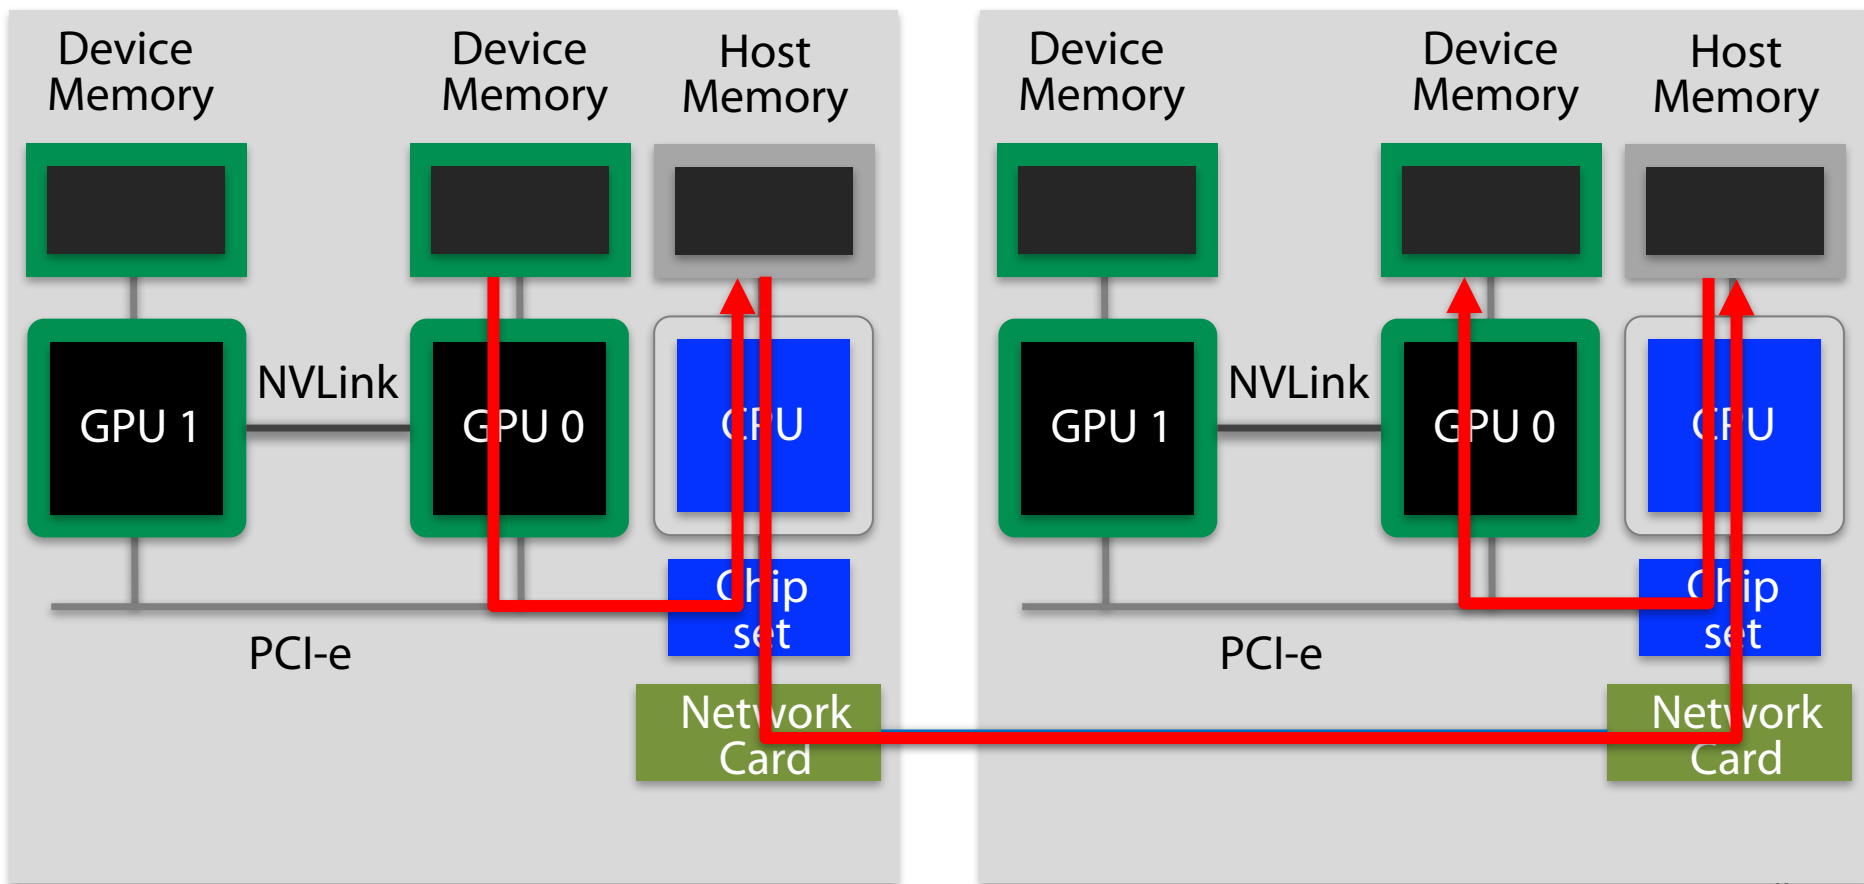 Device
Memory
Device
Memory
Host
Memory
GPU 1
NVLink
GPU 0
CPU
Chip
set
PCI-e
Network
Card
Device
Memory
Device
Memory
Host
Memory
GPU 1
NVLink
GPU 0
CPU
Chip
set
PCI-e
Network
Card